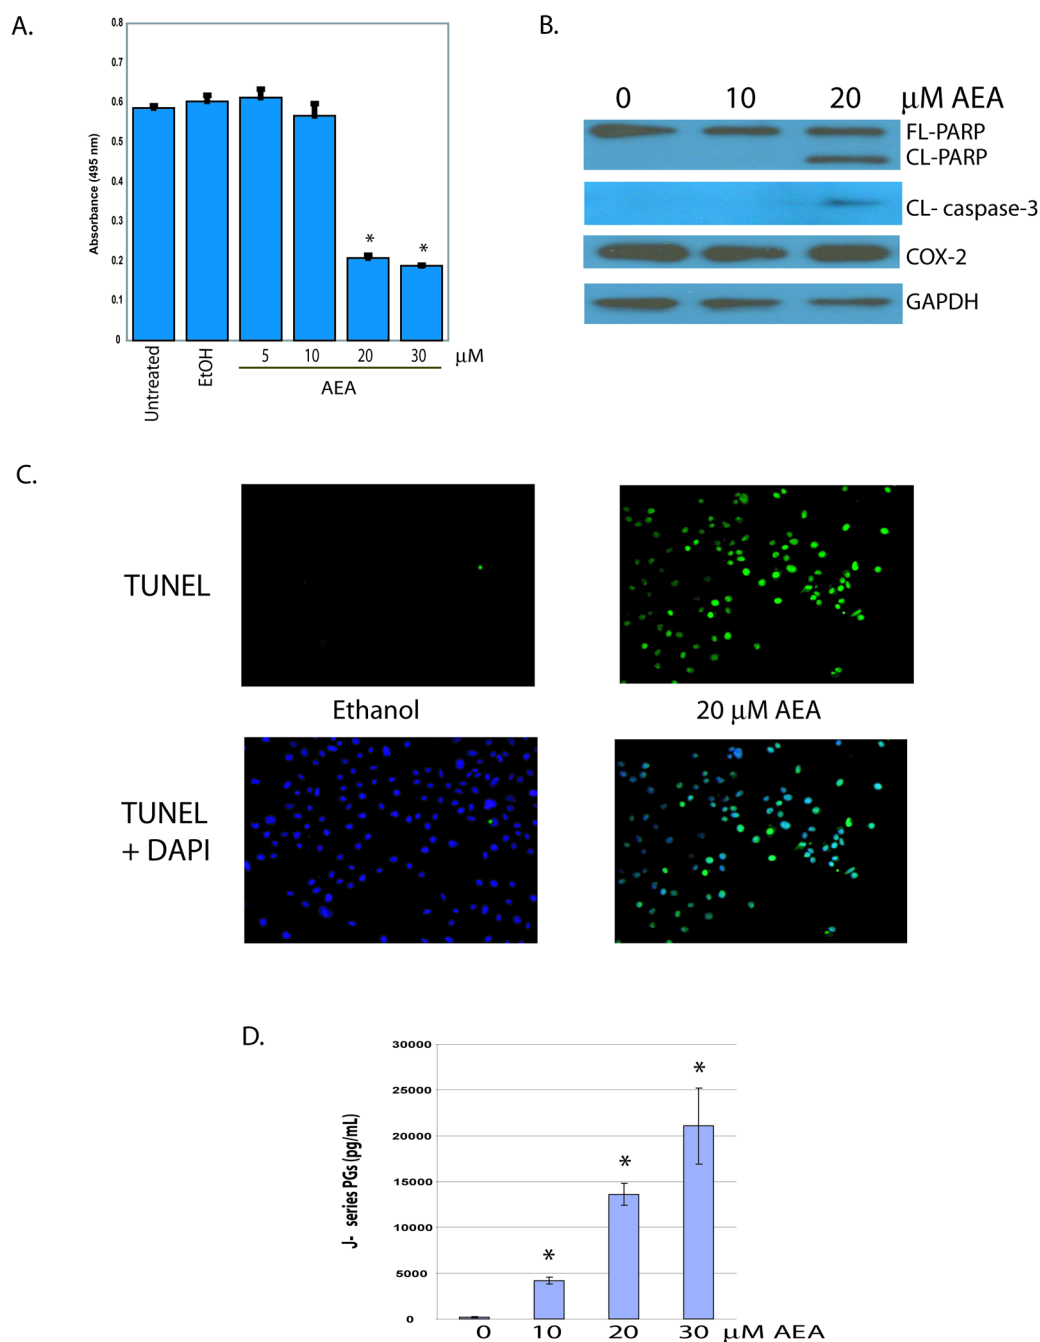 A.
0.8
0.7
0.6
0.5
0.4
0.3
0.2
0.1
0
Absorbance (495 nm)
* *
Untreated EtOH 5 10 20 30 μM
AEA
B.
0 10 20 μM AEA
FL-PARP
CL-PARP
CL- caspase-3
COX-2
GAPDH
C.
TUNEL
Ethanol 20 μM AEA
TUNEL
+ DAPI
D.
30000
25000
20000
15000
10000
5000
0
J- series PGs (pg/mL)
* * *
0 10 20 30 μM AEA